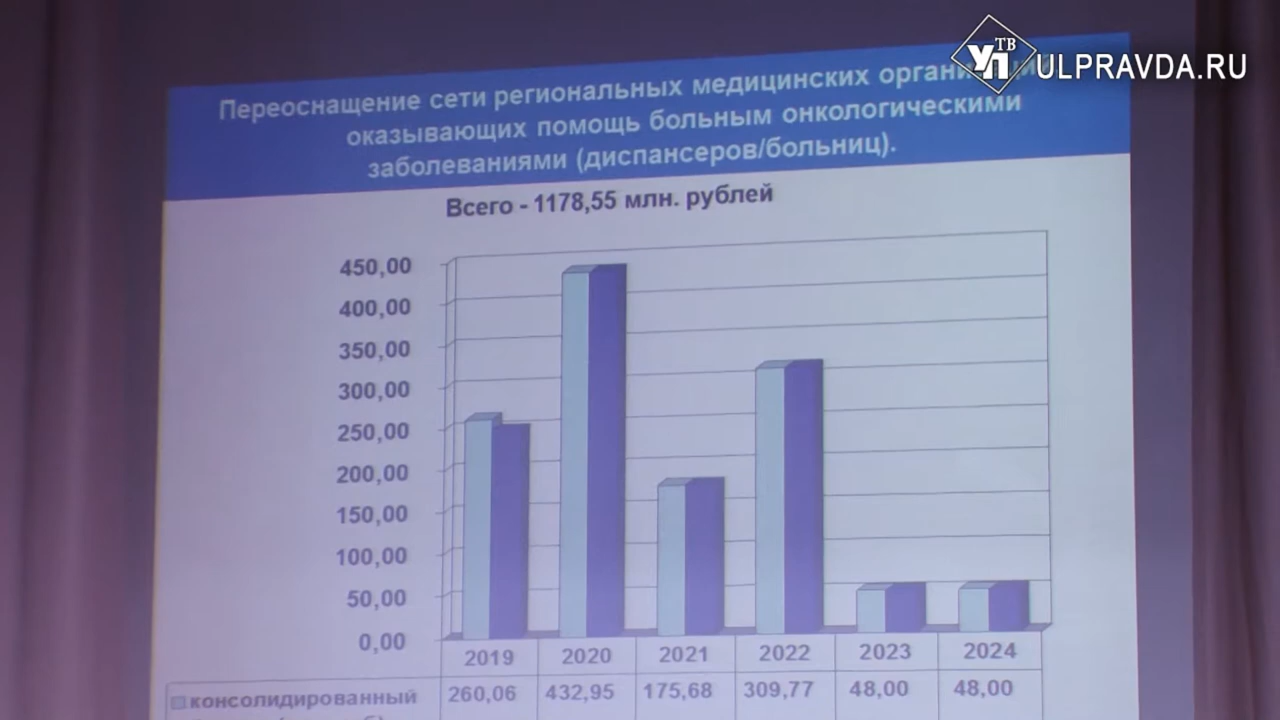 ТВ
УП ULPRAVDA.RU
Переоснащение сети региональных медицинских
оказывающих помощь больным онкологическими
заболеваниями (диспансеров/больниц).
Всего - 1178,55 млн. рублей
450,00
400,00
350,00
300,00
250,00
200,00
150,00
100,00
50,00
0,00
2019 2020 2021 2022 2023 2024
консолидированный 260,06 432,95 175,68 309,77 48,00 48,00